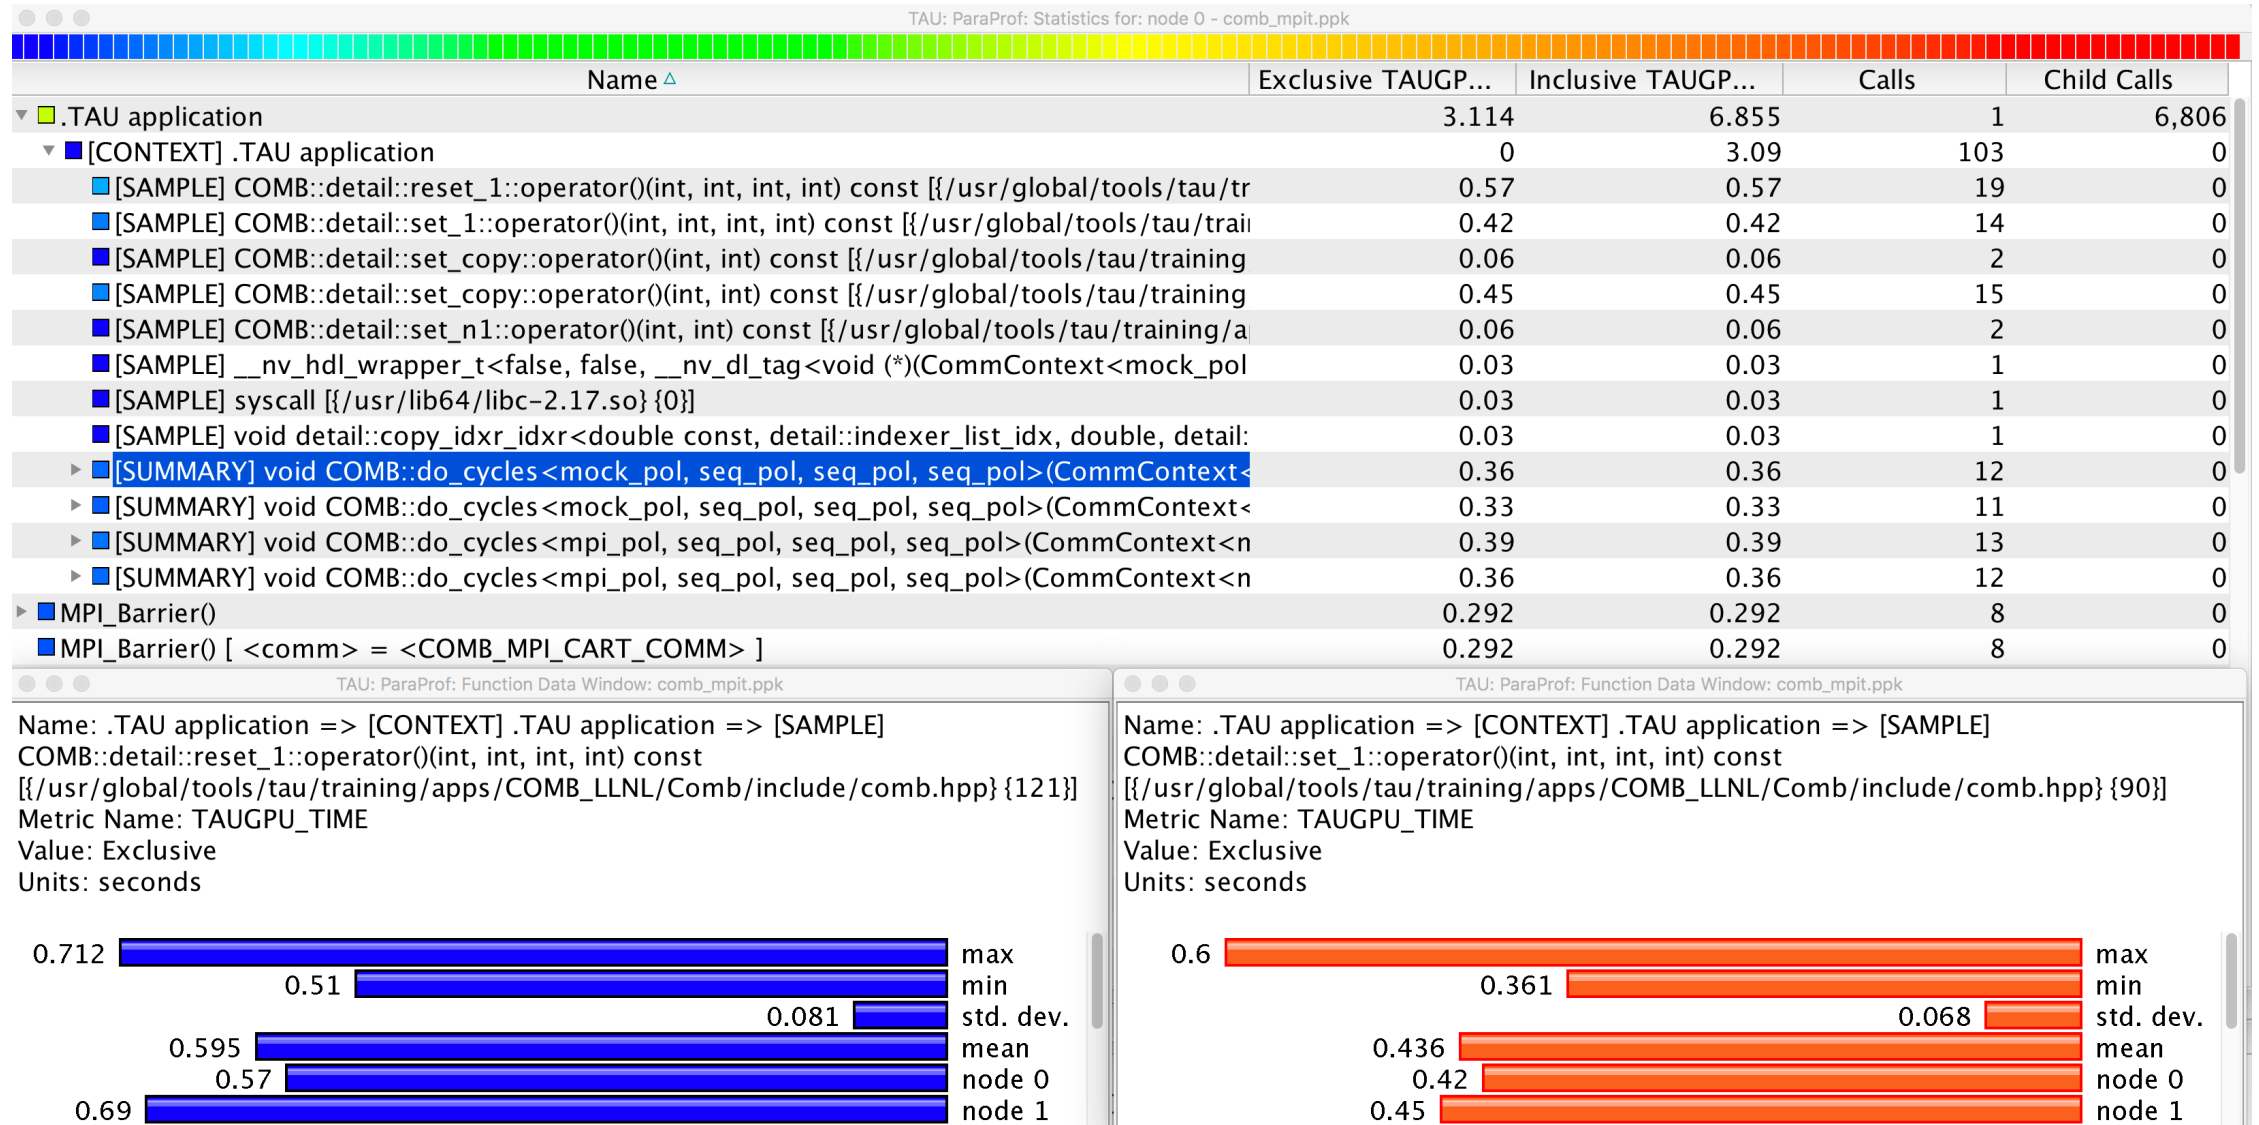 TAU: ParaProf: Statistics for: node 0 - comb_mpit.ppk
Name △ Exclusive TAUGP... Inclusive TAUGP... Calls Child Calls
.TAU application 3.114 6.855 1 6,806
[CONTEXT] .TAU application 0 3.09 103 0
[SAMPLE] COMB::detail::reset_1::operator()(int, int, int, int) const [{/usr/global/tools/tau/tr 0.57 0.57 19 0
[SAMPLE] COMB::detail::set_1::operator()(int, int, int, int) const [{/usr/global/tools/tau/trai 0.42 0.42 14 0
[SAMPLE] COMB::detail::set_copy::operator()(int, int) const [{/usr/global/tools/tau/training 0.06 0.06 2 0
[SAMPLE] COMB::detail::set_copy::operator()(int, int) const [{/usr/global/tools/tau/training 0.45 0.45 15 0
[SAMPLE] COMB::detail::set_n1::operator()(int, int) const [{/usr/global/tools/tau/training/a 0.06 0.06 2 0
[SAMPLE] __nv_hdl_wrapper_t<false, false, __nv_dl_tag<void (*)(CommContext<mock_pol 0.03 0.03 1 0
[SAMPLE] syscall [{/usr/lib64/libc-2.17.so} {0}] 0.03 0.03 1 0
[SAMPLE] void detail::copy_idxr_idxr<double const, detail::indexer_list_idx, double, detail: 0.03 0.03 1 0
[SUMMARY] void COMB::do_cycles<mock_pol, seq_pol, seq_pol, seq_pol>(CommContext< 0.36 0.36 12 0
[SUMMARY] void COMB::do_cycles<mock_pol, seq_pol, seq_pol, seq_pol>(CommContext< 0.33 0.33 11 0
[SUMMARY] void COMB::do_cycles<mpi_pol, seq_pol, seq_pol, seq_pol>(CommContext<m 0.39 0.39 13 0
[SUMMARY] void COMB::do_cycles<mpi_pol, seq_pol, seq_pol, seq_pol>(CommContext<m 0.36 0.36 12 0
MPI_Barrier() 0.292 0.292 8 0
MPI_Barrier() [ <comm> = <COMB_MPI_CART_COMM> ] 0.292 0.292 8 0
TAU: ParaProf: Function Data Window: comb_mpit.ppk
Name: .TAU application => [CONTEXT] .TAU application => [SAMPLE]
COMB::detail::reset_1::operator()(int, int, int, int) const
[{/usr/global/tools/tau/training/apps/COMB_LLNL/Comb/include/comb.hpp} {121}]
Metric Name: TAUGPU_TIME
Value: Exclusive
Units: seconds
0.712 max
0.51 min
0.081 std. dev.
0.595 mean
0.57 node 0
0.69 node 1
TAU: ParaProf: Function Data Window: comb_mpit.ppk
Name: .TAU application => [CONTEXT] .TAU application => [SAMPLE]
COMB::detail::set_1::operator()(int, int, int, int) const
[{/usr/global/tools/tau/training/apps/COMB_LLNL/Comb/include/comb.hpp} {90}]
Metric Name: TAUGPU_TIME
Value: Exclusive
Units: seconds
0.6 max
0.361 min
0.068 std. dev.
0.436 mean
0.42 node 0
0.45 node 1